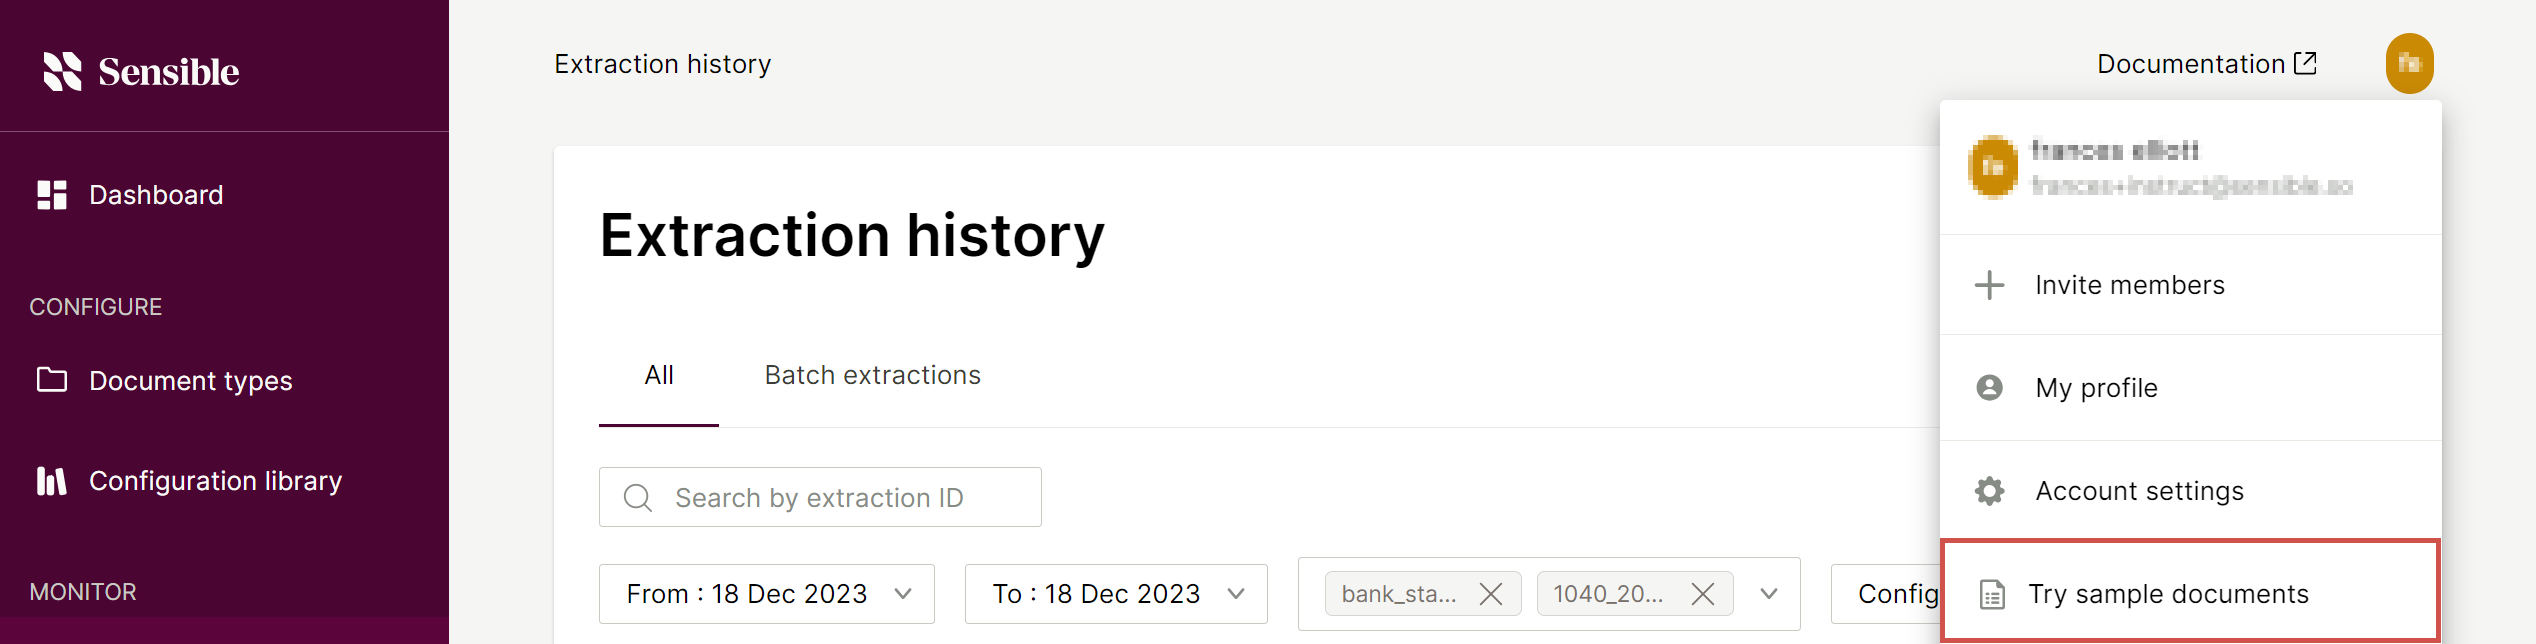 Sensible
Dashboard
CONFIGURE
Document types
Configuration library
MONITOR
Extraction history
Documentation
Extraction history
All
Batch extractions
Search by extraction ID
From : 18 Dec 2023
To : 18 Dec 2023
bank_sta...
1040_20...
Config
Invite members
My profile
Account settings
Try sample documents